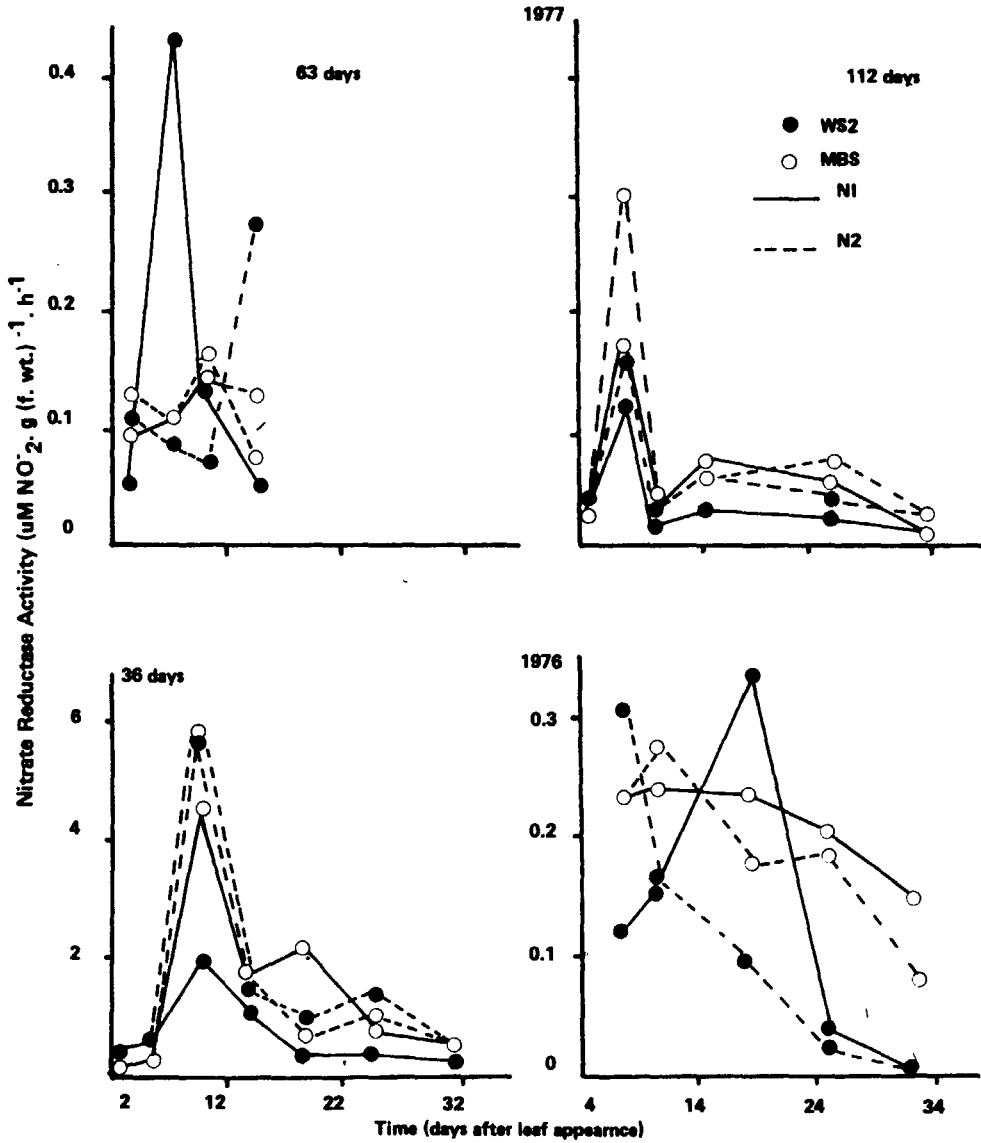 1977
63 days
112 days
WS2
MBS
NI
N2
0.4
0.3
0.2
0.1
0
Nitrate Reductase Activity (uM NO⁻₂. g (f. wt.) ⁻¹. h⁻¹
36 days
1976
6
4
2
0.3
0.2
0.1
0
2 12 22 32
4 14 24 34
Time (days after leaf appearnce)